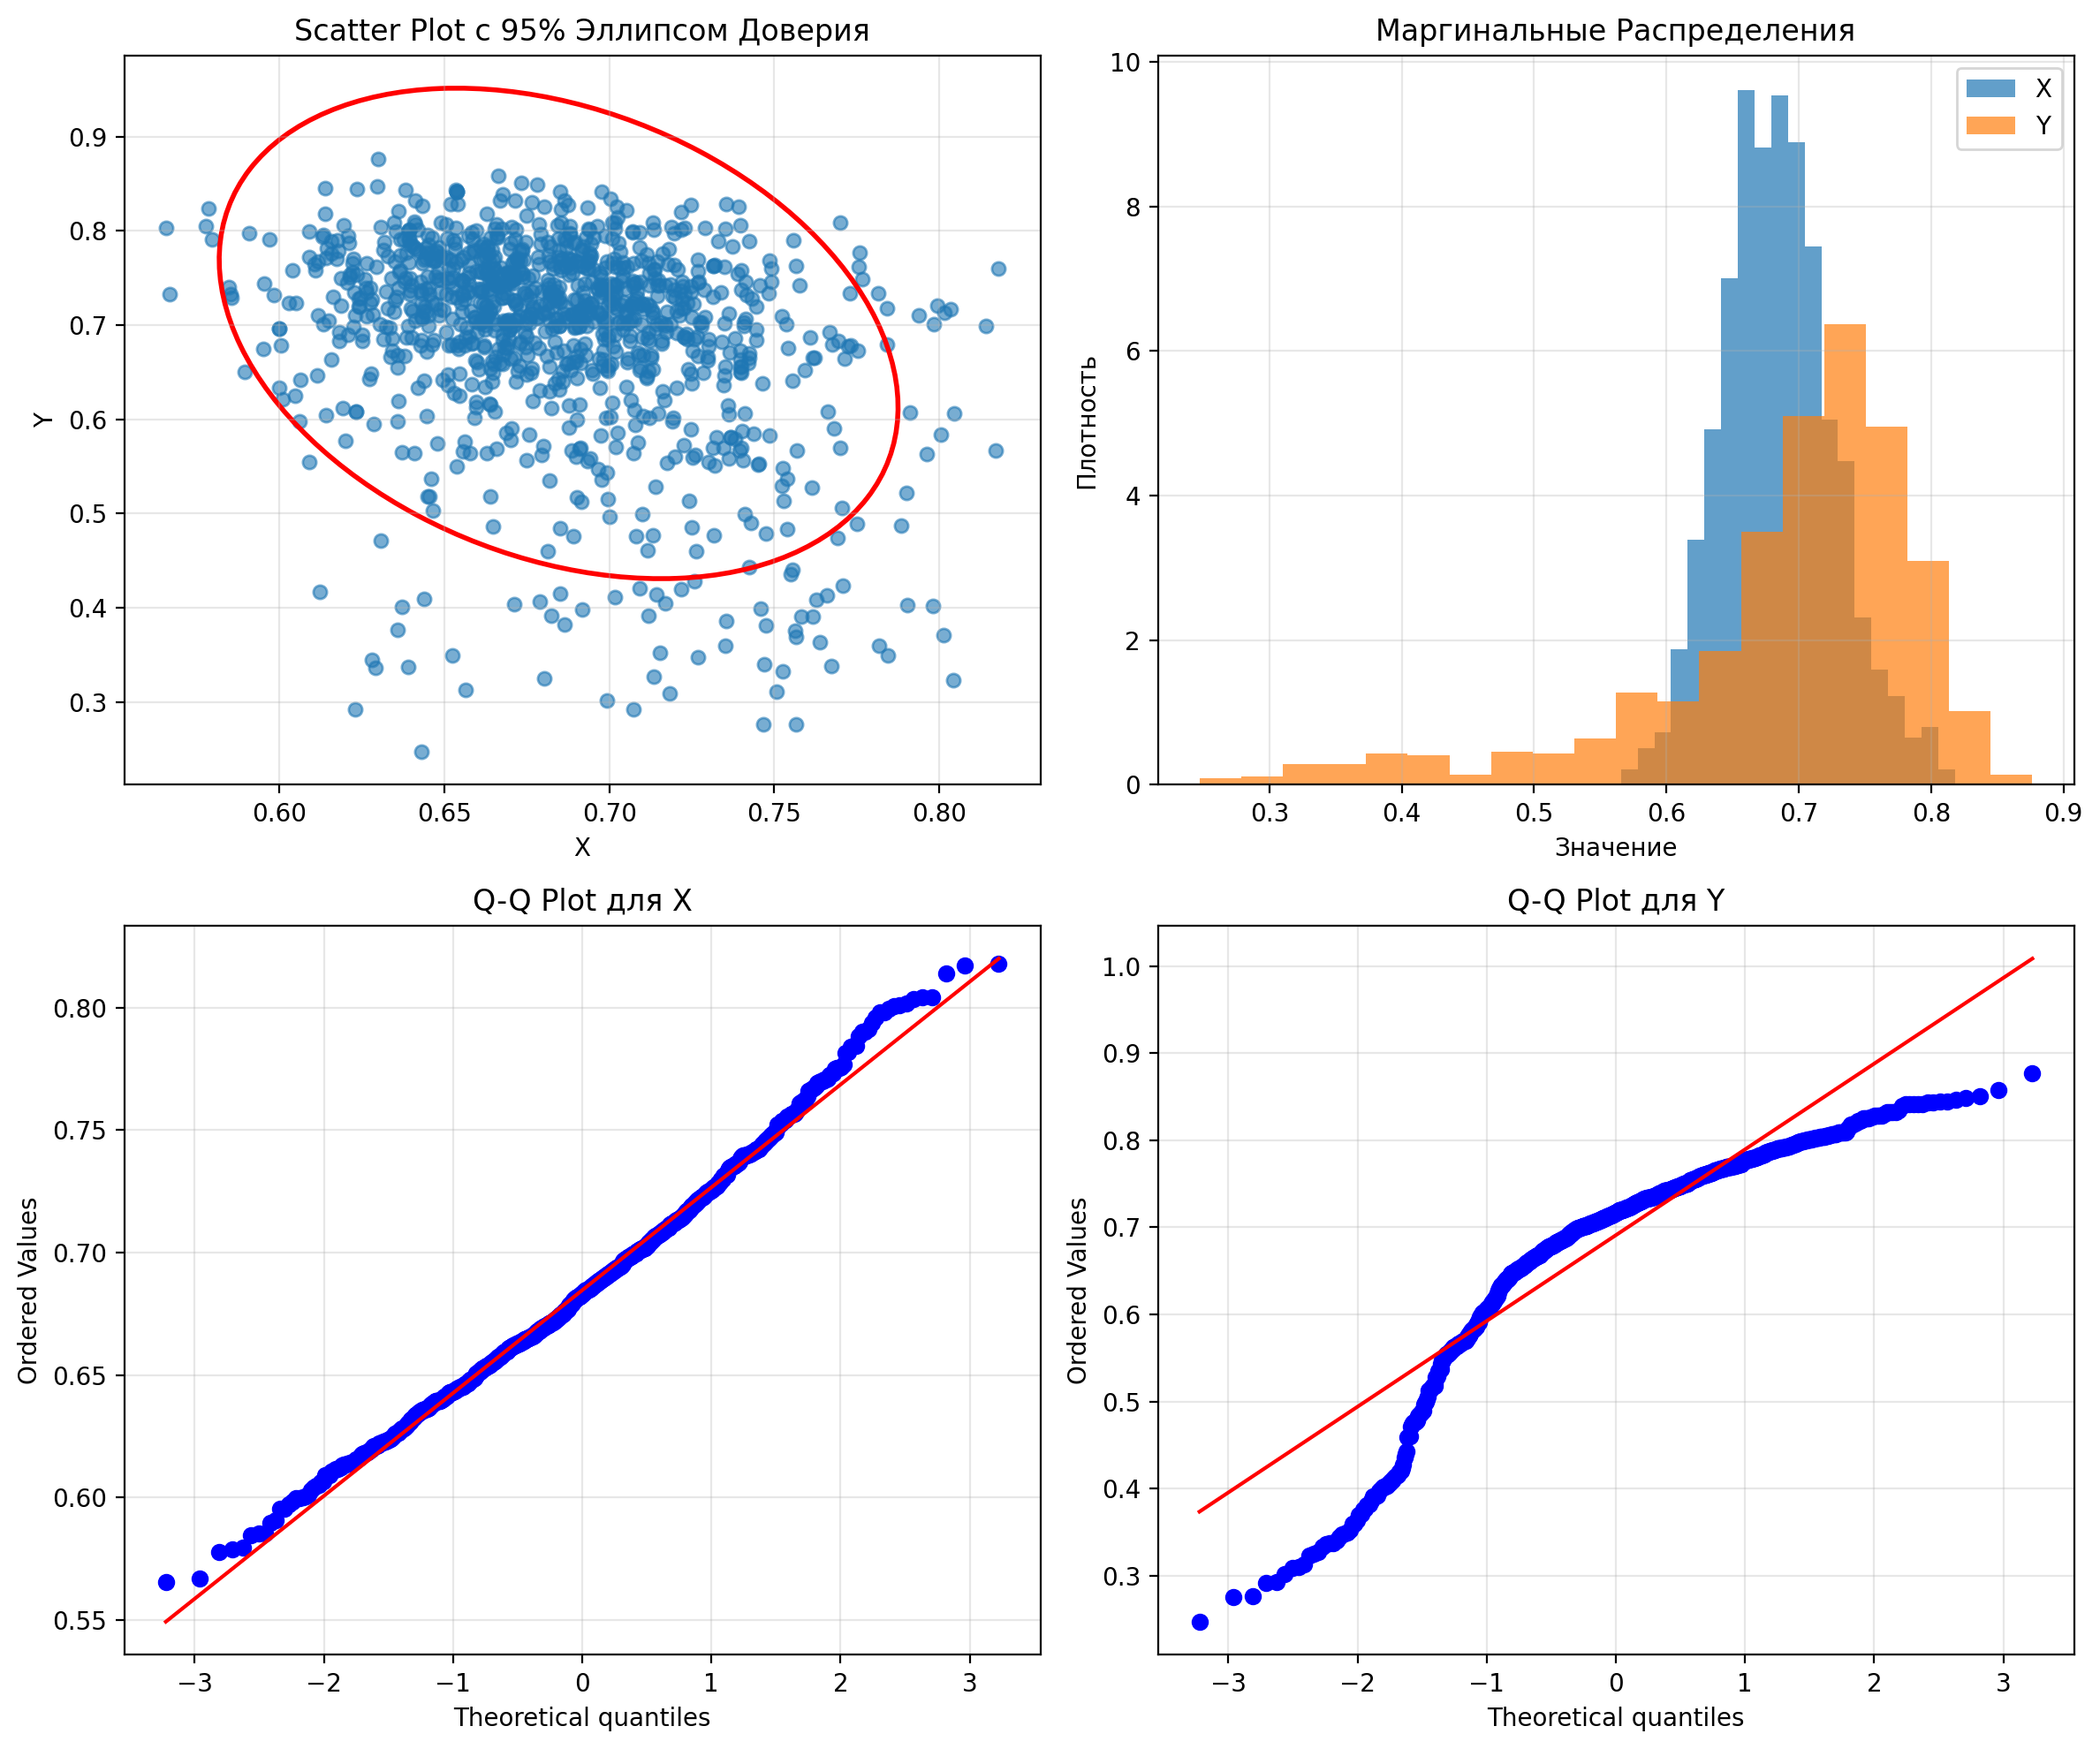 Scatter Plot с 95% Эллипсом Доверия
Y
0.9
0.8
0.7
0.6
0.5
0.4
0.3
0.60 0.65 0.70 0.75 0.80
X
Маргинальные Распределения
X
Y
Плотность
10
8
6
4
2
0
0.3 0.4 0.5 0.6 0.7 0.8 0.9
Значение
Q-Q Plot для X
Ordered Values
0.80
0.75
0.70
0.65
0.60
0.55
−3 −2 −1 0 1 2 3
Theoretical quantiles
Q-Q Plot для Y
Ordered Values
1.0
0.9
0.8
0.7
0.6
0.5
0.4
0.3
−3 −2 −1 0 1 2 3
Theoretical quantiles